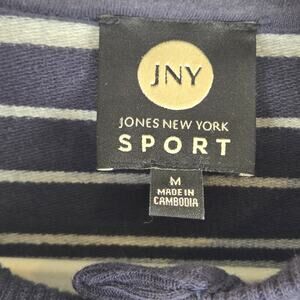 JNY
JONES NEW YORK
SPORT
M
MADE IN
CAMBODIA